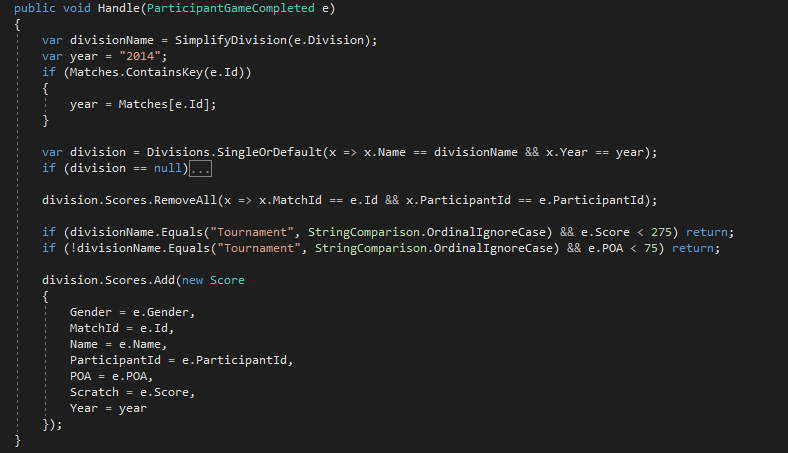 public void Handle(ParticipantGameCompleted e)
{
var divisionName = SimplifyDivision(e.Division);
var year = "2014";
if (Matches.ContainsKey(e.Id))
{
year = Matches[e.Id];
}
var division = Divisions.SingleOrDefault(x => x.Name == divisionName && x.Year == year);
if (division == null)...
division.Scores.RemoveAll(x => x.MatchId == e.Id && x.ParticipantId == e.ParticipantId);
if (divisionName.Equals("Tournament", StringComparison.OrdinalIgnoreCase) && e.Score < 275) return;
if (!divisionName.Equals("Tournament", StringComparison.OrdinalIgnoreCase) && e.POA < 75) return;
division.Scores.Add(new Score
{
Gender = e.Gender,
MatchId = e.Id,
Name = e.Name,
ParticipantId = e.ParticipantId,
POA = e.POA,
Scratch = e.Score,
Year = year
});
}